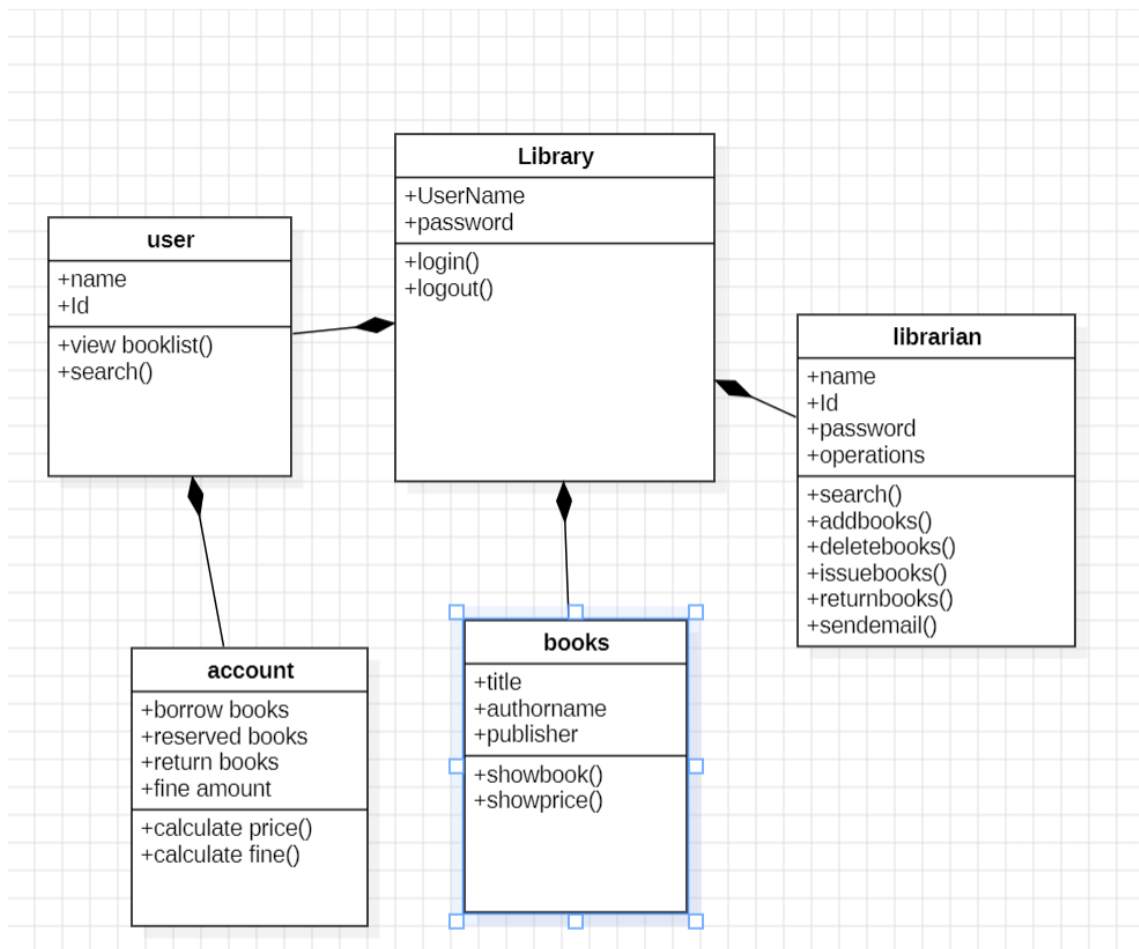 Library
+UserName
+password
+login()
+logout()
user
+name
+Id
+view booklist()
+search()
librarian
+name
+Id
+password
+operations
+search()
+addbooks()
+deletebooks()
+issuebooks()
+returnbooks()
+sendemail()
account
+borrow books
+reserved books
+return books
+fine amount
+calculate price()
+calculate fine()
books
+title
+authorname
+publisher
+showbook()
+showprice()